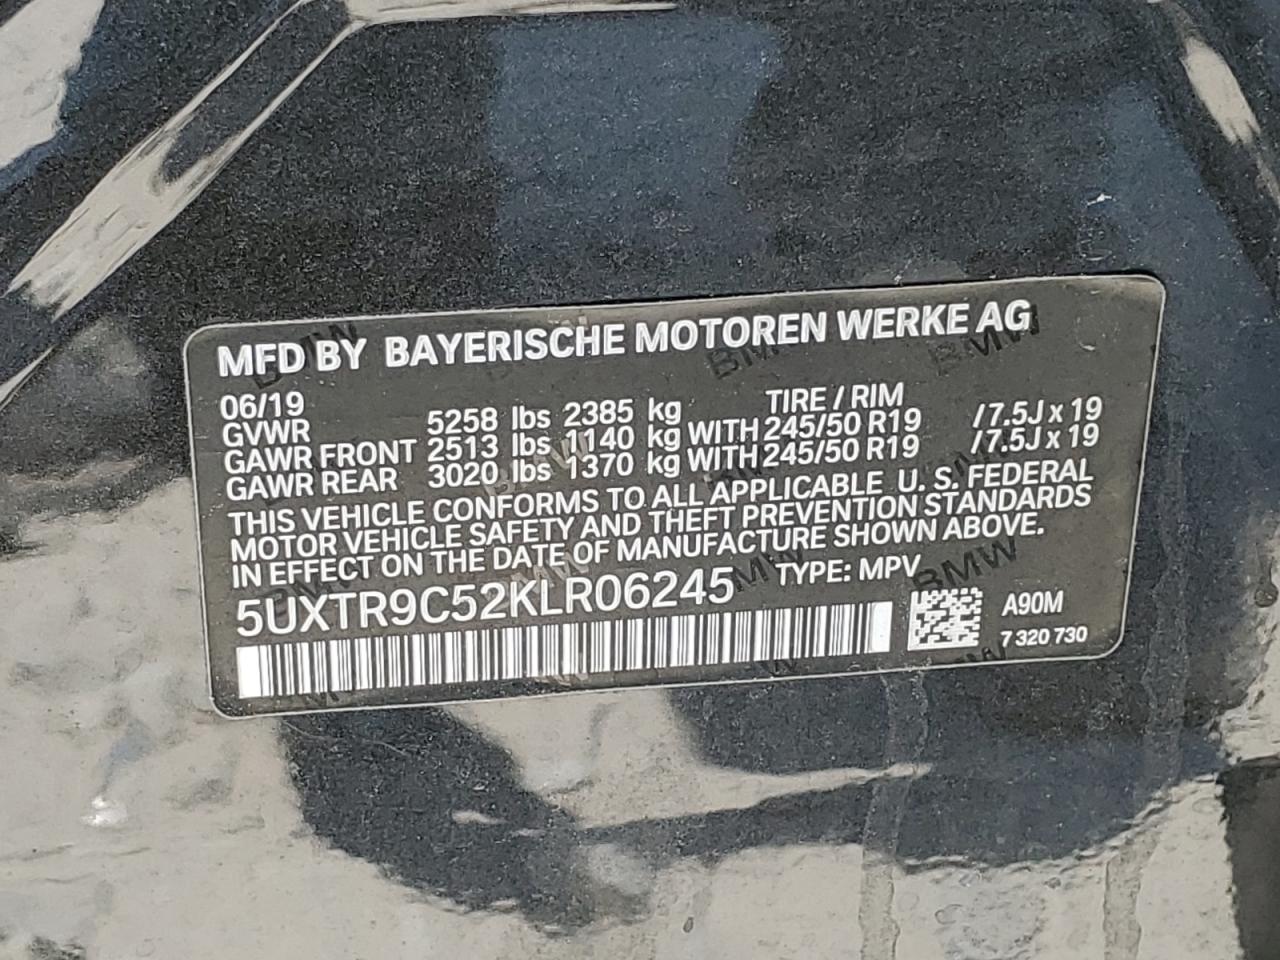 MFD BY BAYERISCHE MOTOREN WERKE AG
06/19 TIRE / RIM
GVWR 5258 lbs 2385 kg
GAWR FRONT 2513 lbs 1140 kg WITH 245/50 R19 /7.5J x 19
GAWR REAR 3020 lbs 1370 kg WITH 245/50 R19 /7.5J x 19
THIS VEHICLE CONFORMS TO ALL APPLICABLE U. S. FEDERAL
MOTOR VEHICLE SAFETY AND THEFT PREVENTION STANDARDS
IN EFFECT ON THE DATE OF MANUFACTURE SHOWN ABOVE.
5UXTR9C52KLR06245 TYPE: MPV
A90M
7 320 730